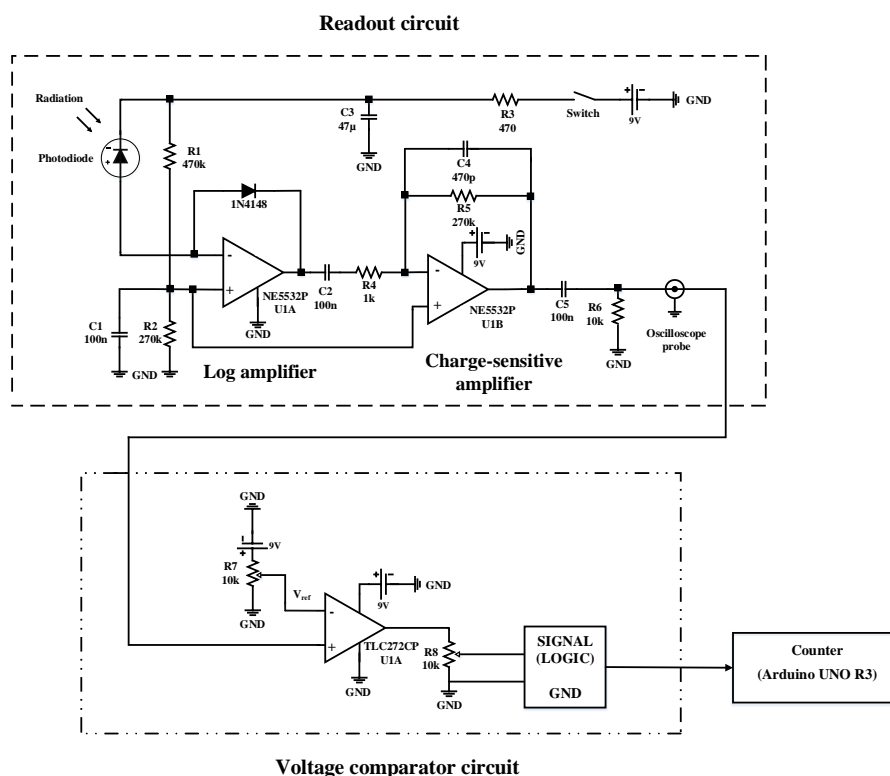 Readout circuit
Radiation
Photodiode
- +
R1
470k
C3
47µ
GND
R3
470
Switch
+ -
9V
GND
1N4148
C4
470p
R5
270k
+ -
9V
GND
-
+
NE5532P
U1A
GND
C2
100n
R4
1k
-
+
NE5532P
U1B
C5
100n
R6
10k
GND
Oscilloscope
probe
C1
100n
R2
270k
GND
Log amplifier
Charge-sensitive
amplifier
GND
- +
9V
R7
10k
GND
Vref
-
+
+ -
9V
GND
TLC272CP
U1A
GND
R8
10k
GND
SIGNAL
(LOGIC)
GND
Counter
(Arduino UNO R3)
Voltage comparator circuit